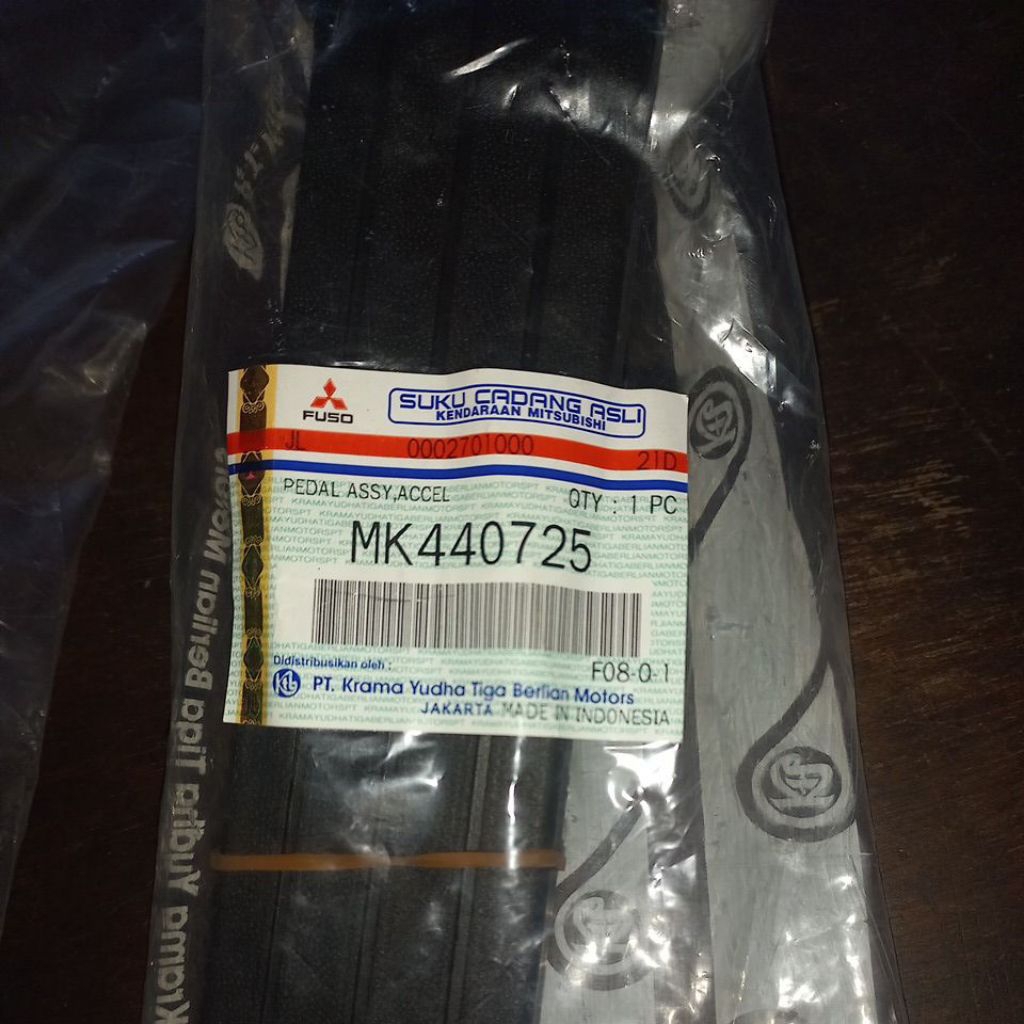 FUSO
SUKU CADANG ASLI
KENDARAAN MITSUBISHI
JL 0002701000 21D
PEDAL ASSY,ACCEL QTY : 1 PC
MK440725
F08-0-1
Didistribusikan oleh :
PT. Krama Yudha Tiga Berlian Motors
JAKARTA MADE IN INDONESIA
Krama Yudha Tiga Berlian Motors